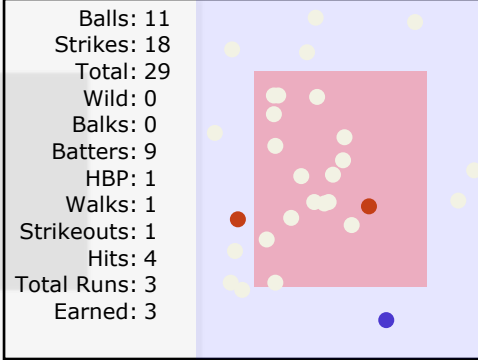 Balls: 11
Strikes: 18
Total: 29
Wild: 0
Balks: 0
Batters: 9
HBP: 1
Walks: 1
Strikeouts: 1
Hits: 4
Total Runs: 3
Earned: 3